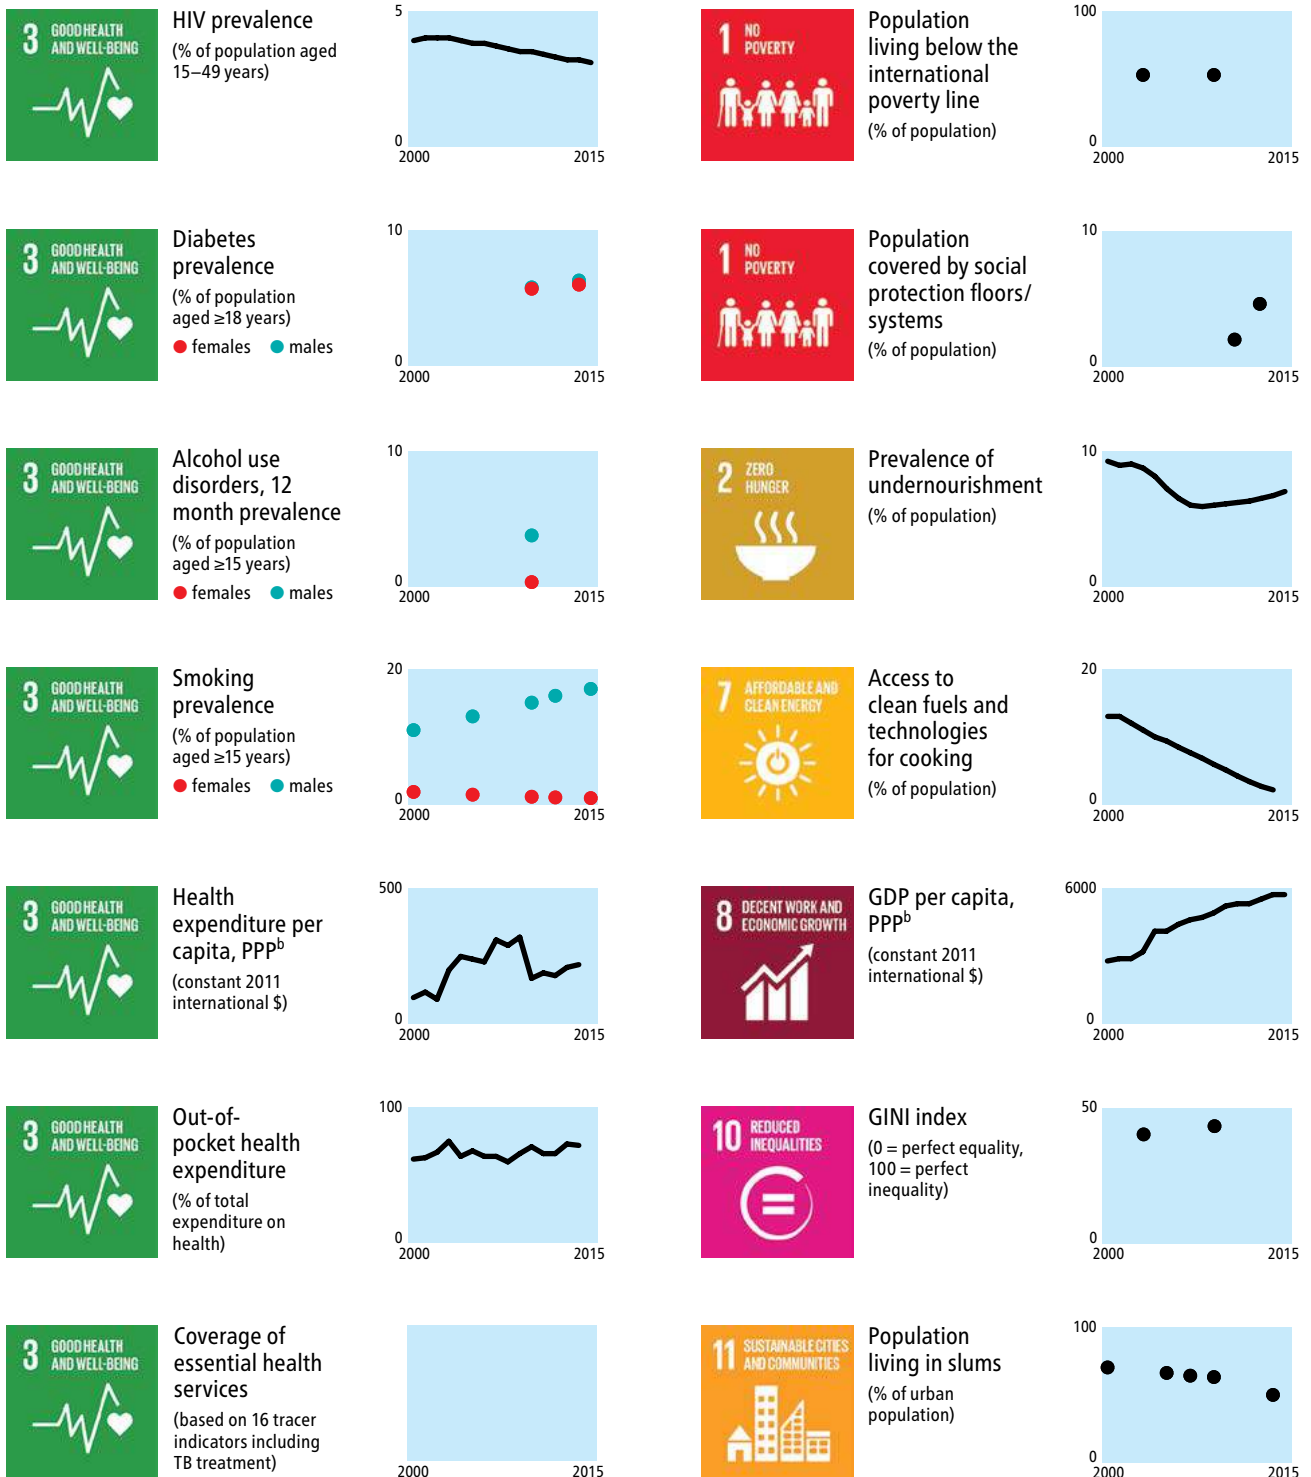 3 GOOD HEALTH
AND WELL-BEING
HIV prevalence
(% of population aged
15–49 years)
5
0
2000 2015
1 NO
POVERTY
Population
living below the
international
poverty line
(% of population)
100
0
2000 2015
3 GOOD HEALTH
AND WELL-BEING
Diabetes
prevalence
(% of population
aged ≥18 years)
females males
10
0
2000 2015
1 NO
POVERTY
Population
covered by social
protection floors/
systems
(% of population)
10
0
2000 2015
3 GOOD HEALTH
AND WELL-BEING
Alcohol use
disorders, 12
month prevalence
(% of population
aged ≥15 years)
females males
10
0
2000 2015
2 ZERO
HUNGER
Prevalence of
undernourishment
(% of population)
10
0
2000 2015
3 GOOD HEALTH
AND WELL-BEING
Smoking
prevalence
(% of population
aged ≥15 years)
females males
20
0
2000 2015
7 AFFORDABLE AND
CLEAN ENERGY
Access to
clean fuels and
technologies
for cooking
(% of population)
20
0
2000 2015
3 GOOD HEALTH
AND WELL-BEING
Health
expenditure per
capita, PPPᵇ
(constant 2011
international $)
500
0
2000 2015
8 DECENT WORK AND
ECONOMIC GROWTH
GDP per capita,
PPPᵇ
(constant 2011
international $)
6000
0
2000 2015
3 GOOD HEALTH
AND WELL-BEING
Out-of-
pocket health
expenditure
(% of total
expenditure on
health)
100
0
2000 2015
10 REDUCED
INEQUALITIES
GINI index
(0 = perfect equality,
100 = perfect
inequality)
50
0
2000 2015
3 GOOD HEALTH
AND WELL-BEING
Coverage of
essential health
services
(based on 16 tracer
indicators including
TB treatment)
2000 2015
11 SUSTAINABLE CITIES
AND COMMUNITIES
Population
living in slums
(% of urban
population)
100
0
2000 2015